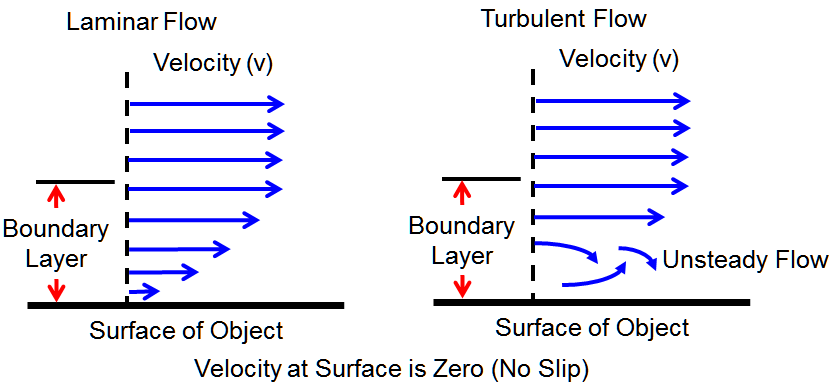 Laminar Flow
Turbulent Flow
Velocity (v)
Velocity (v)
Boundary
Layer
Boundary
Layer
Unsteady Flow
Surface of Object
Surface of Object
Velocity at Surface is Zero (No Slip)